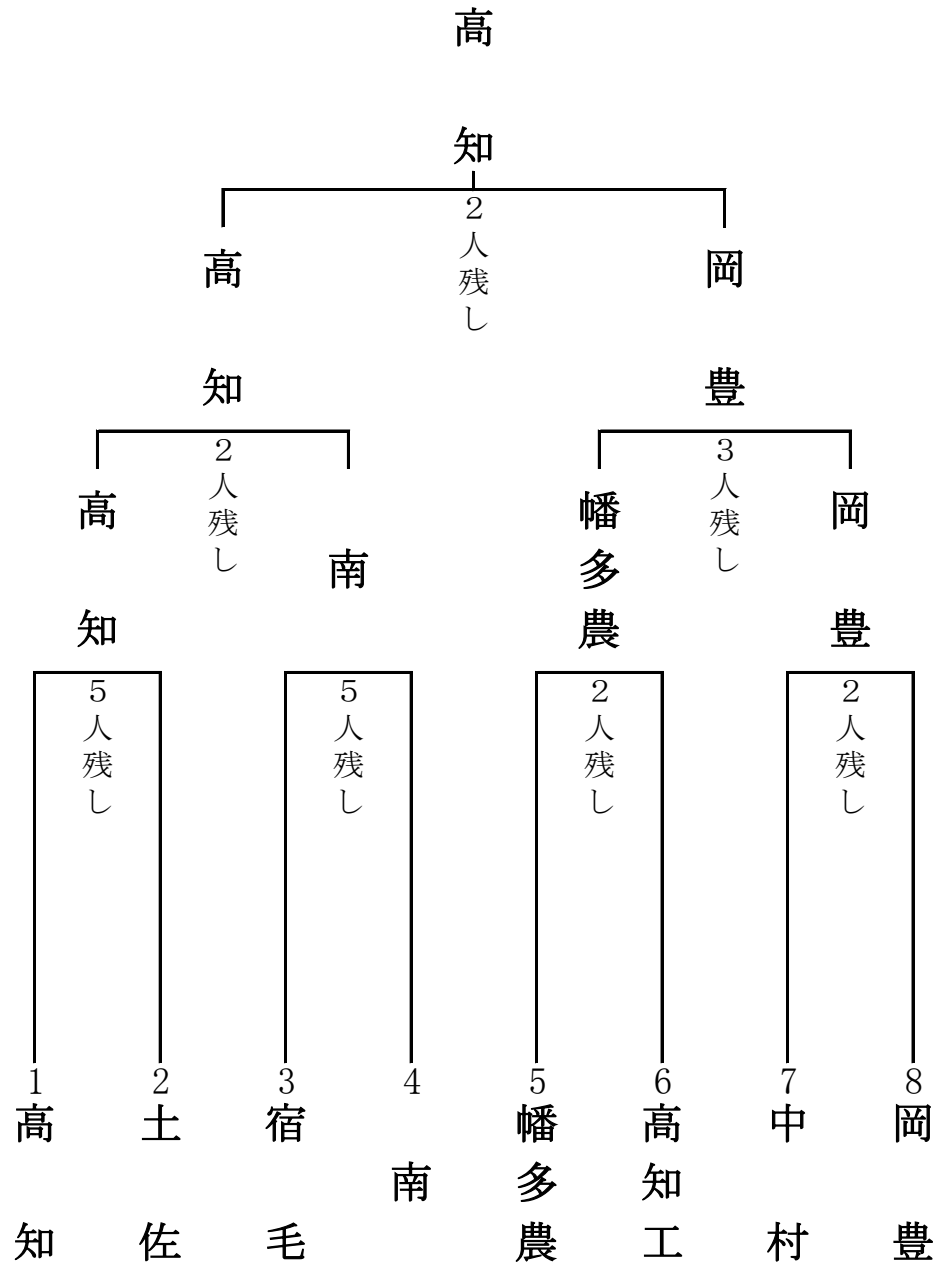 高知
２人残し
高知
岡豊
２人残し
３人残し
高知
南
幡多農
岡豊
５人残し
５人残し
２人残し
２人残し
1
2
3
4
5
6
7
8
高知
土佐
宿毛
南
幡多農
高知工
中村
岡豊